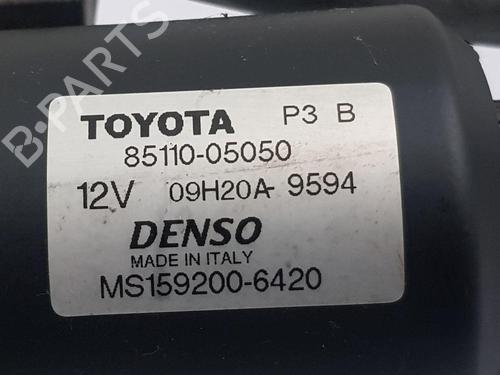 TOYOTA P3 B
85110-05050
12V 09H20A-9594
DENSO
MADE IN ITALY
MS159200-6420
B-PARTS